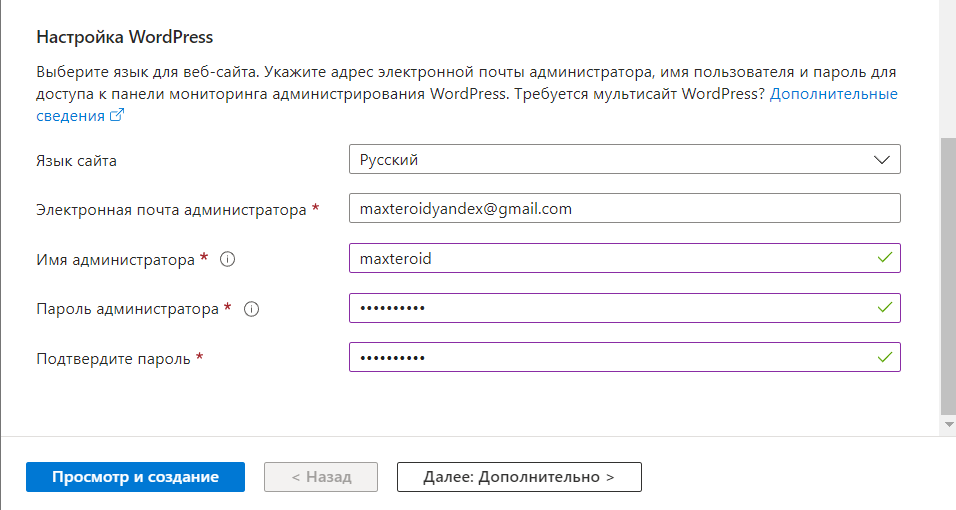 Настройка WordPress
Выберите язык для веб-сайта. Укажите адрес электронной почты администратора, имя пользователя и пароль для
доступа к панели мониторинга администрирования WordPress. Требуется мультисайт WordPress? Дополнительные
сведения
Язык сайта Русский
Электронная почта администратора * maxteroidyandex@gmail.com
Имя администратора * maxteroid
Пароль администратора * ••••••••••
Подтвердите пароль * ••••••••••
Просмотр и создание < Назад Далее: Дополнительно >